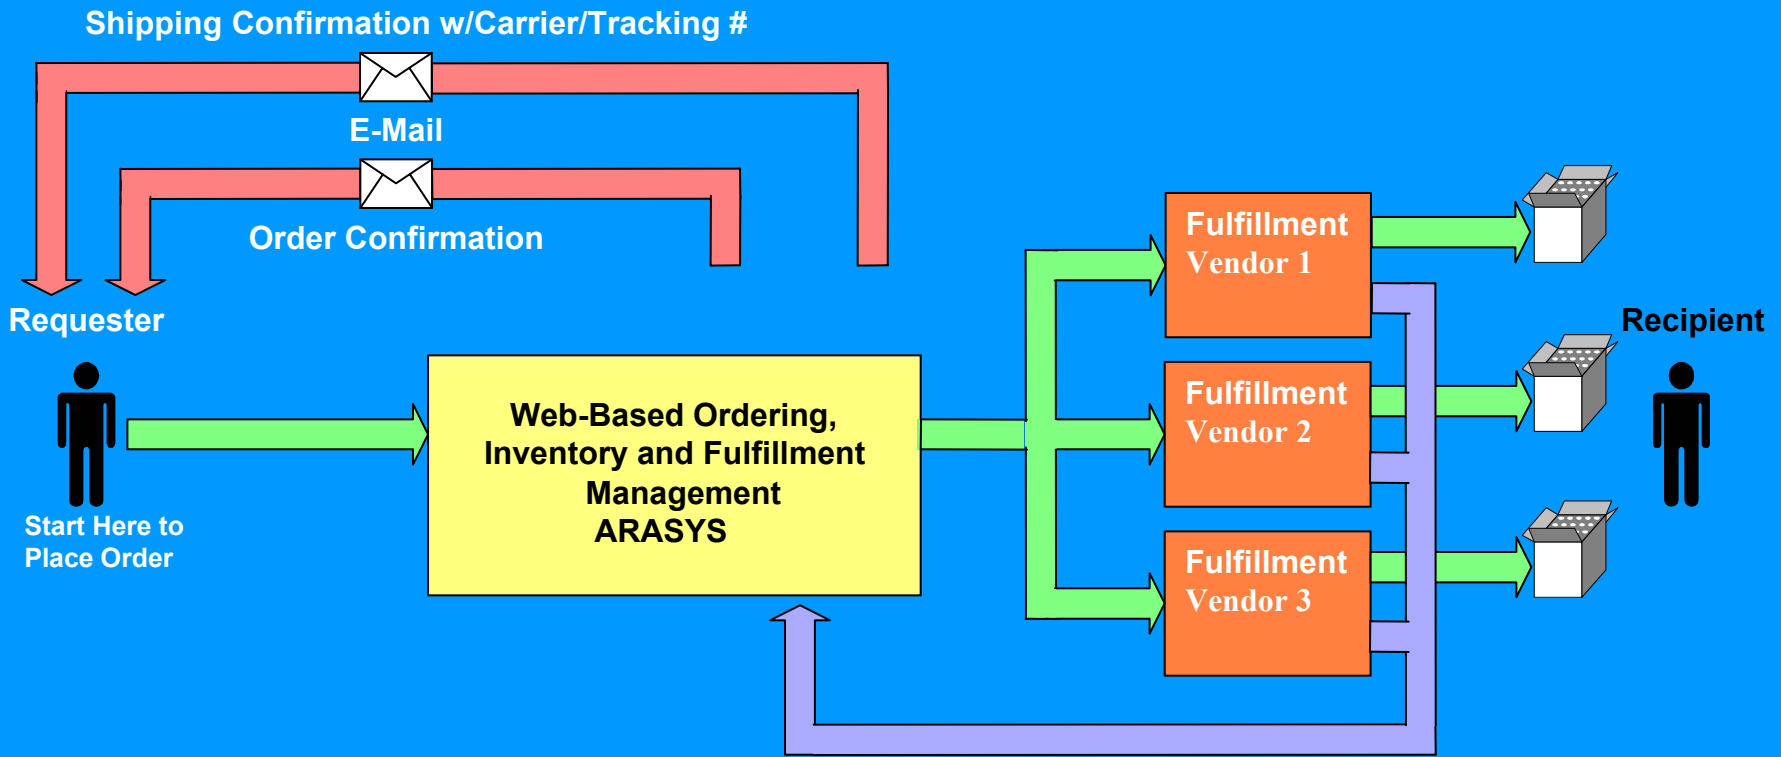 Shipping Confirmation w/Carrier/Tracking #
E-Mail
Order Confirmation
Requester
Start Here to
Place Order
Web-Based Ordering,
Inventory and Fulfillment
Management
ARASYS
Fulfillment
Vendor 1
Fulfillment
Vendor 2
Fulfillment
Vendor 3
Recipient